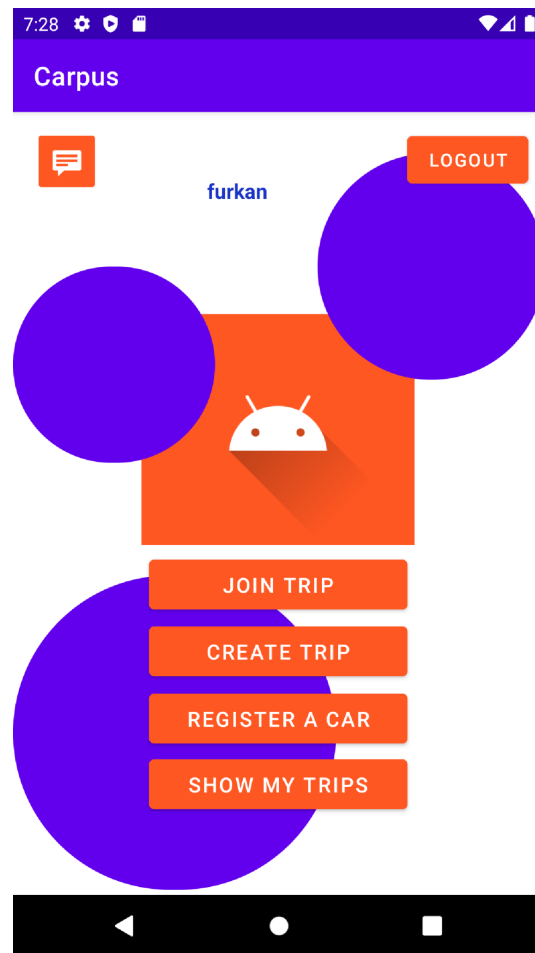 7:28
Carpus
LOGOUT
furkan
JOIN TRIP
CREATE TRIP
REGISTER A CAR
SHOW MY TRIPS